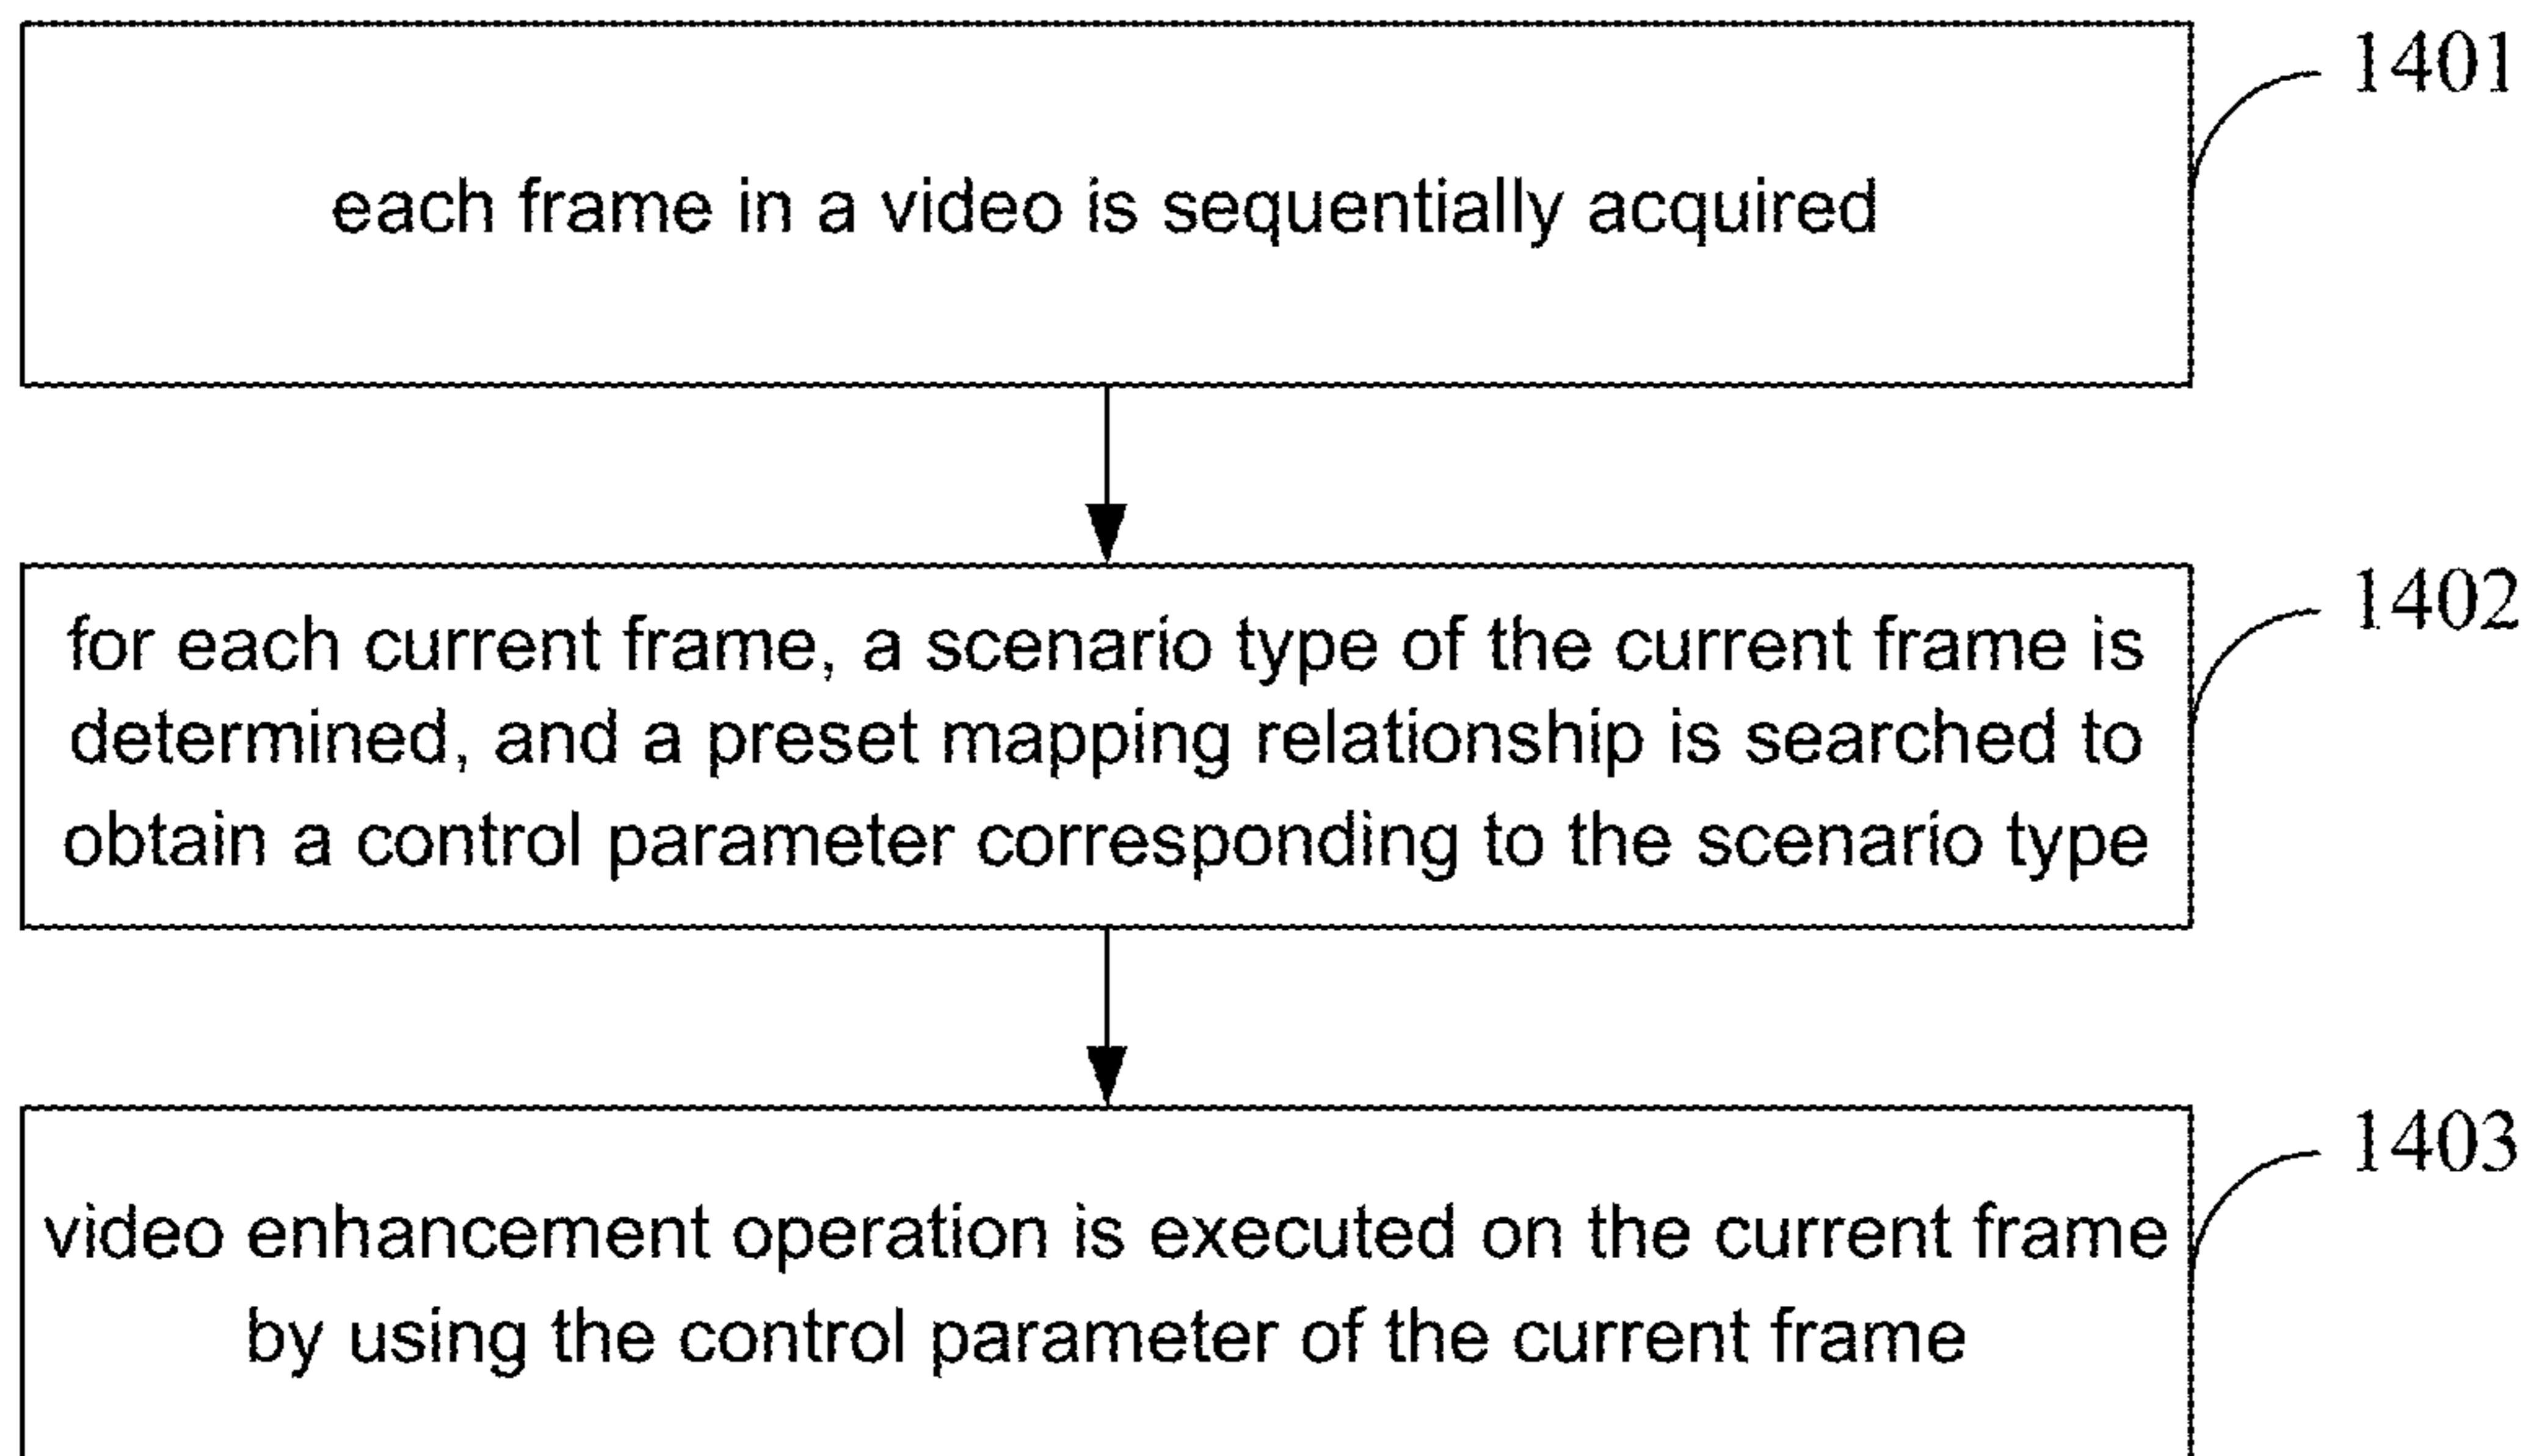 each frame in a video is sequentially acquired
1401
for each current frame, a scenario type of the current frame is
determined, and a preset mapping relationship is searched to
obtain a control parameter corresponding to the scenario type
1402
video enhancement operation is executed on the current frame
by using the control parameter of the current frame
1403